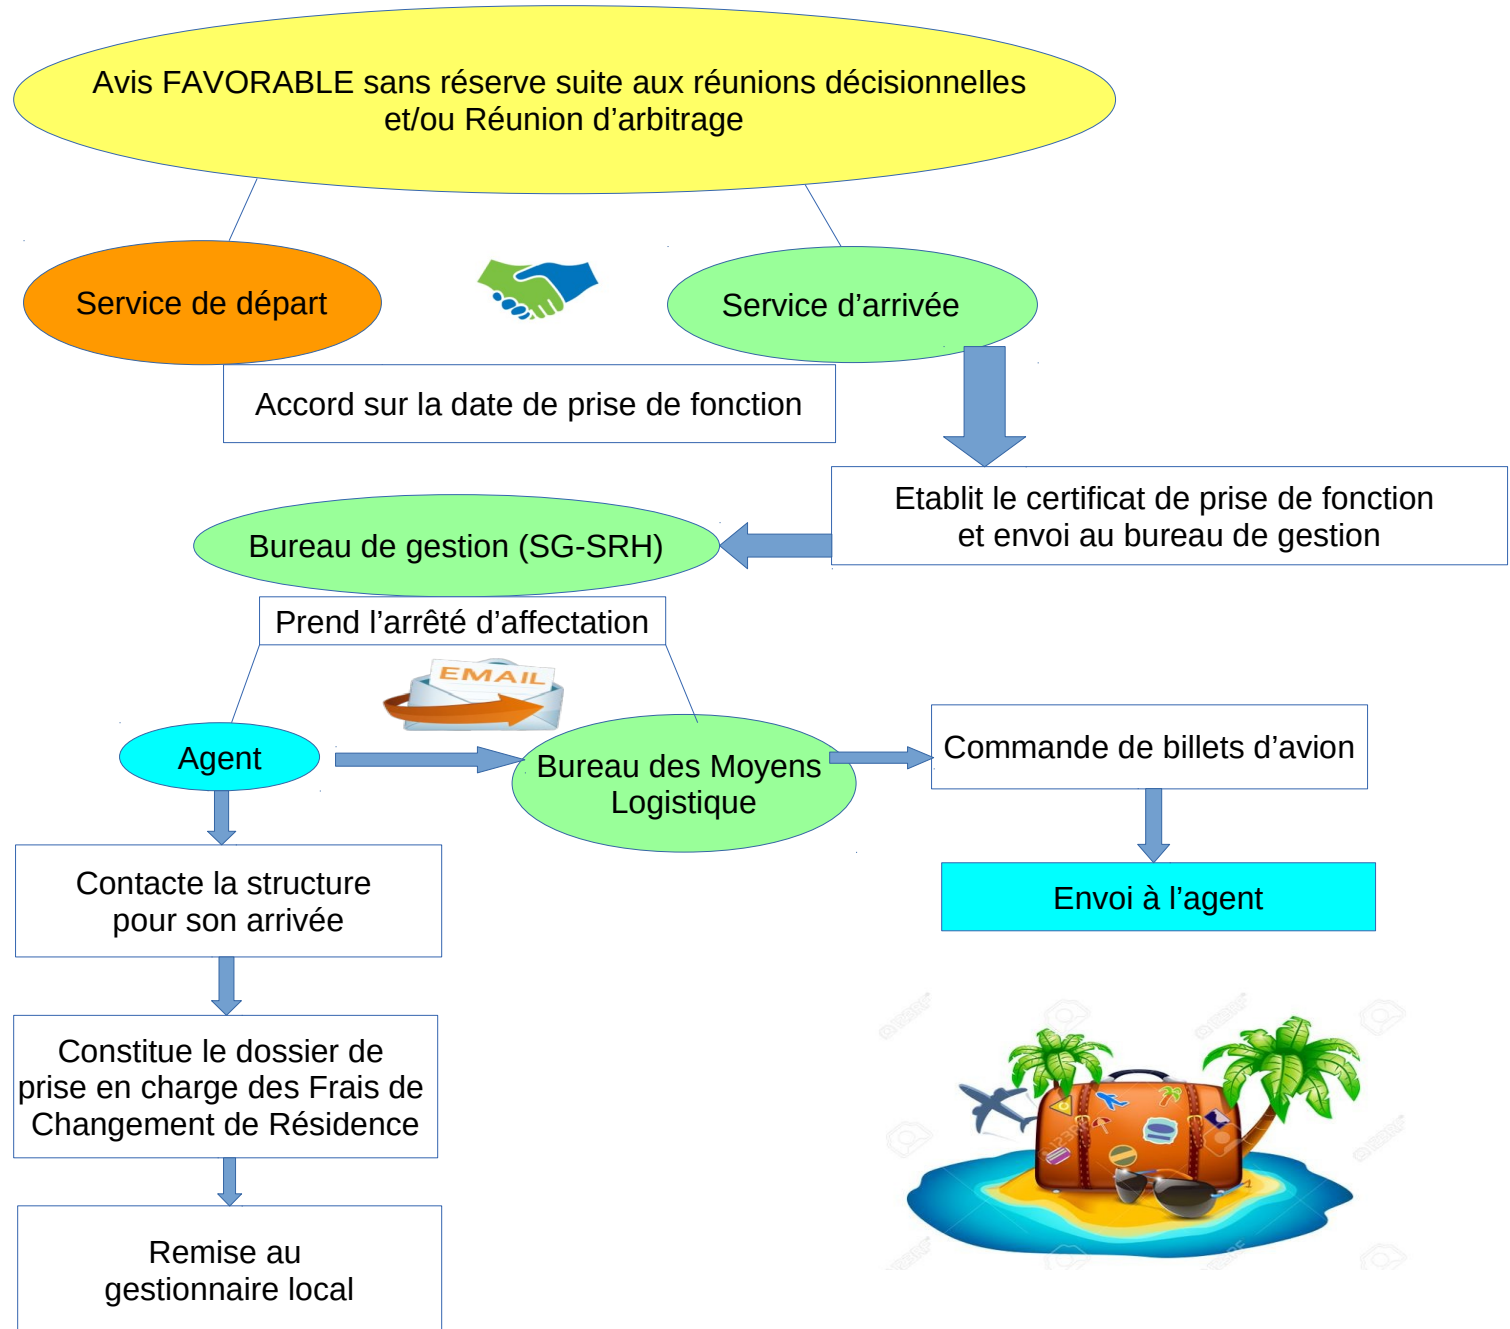 Avis FAVORABLE sans réserve suite aux réunions décisionnelles
et/ou Réunion d’arbitrage
Service de départ
Service d’arrivée
Accord sur la date de prise de fonction
Etablit le certificat de prise de fonction
et envoi au bureau de gestion
Bureau de gestion (SG-SRH)
Prend l’arrêté d’affectation
EMAIL
Agent
Bureau des Moyens
Logistique
Commande de billets d’avion
Contacte la structure
pour son arrivée
Envoi à l’agent
Constitue le dossier de
prise en charge des Frais de
Changement de Résidence
Remise au
gestionnaire local
123RF